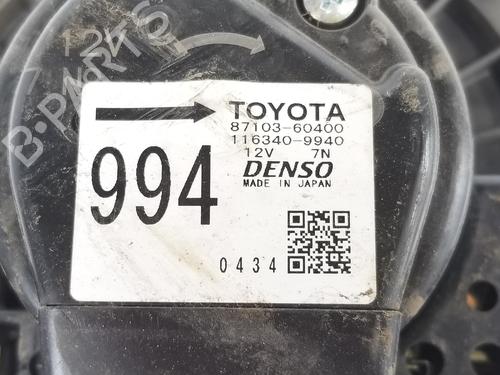 TOYOTA
87103-60400
116340-9940
12V 7N
994
DENSO
MADE IN JAPAN
0434
B-PARTS